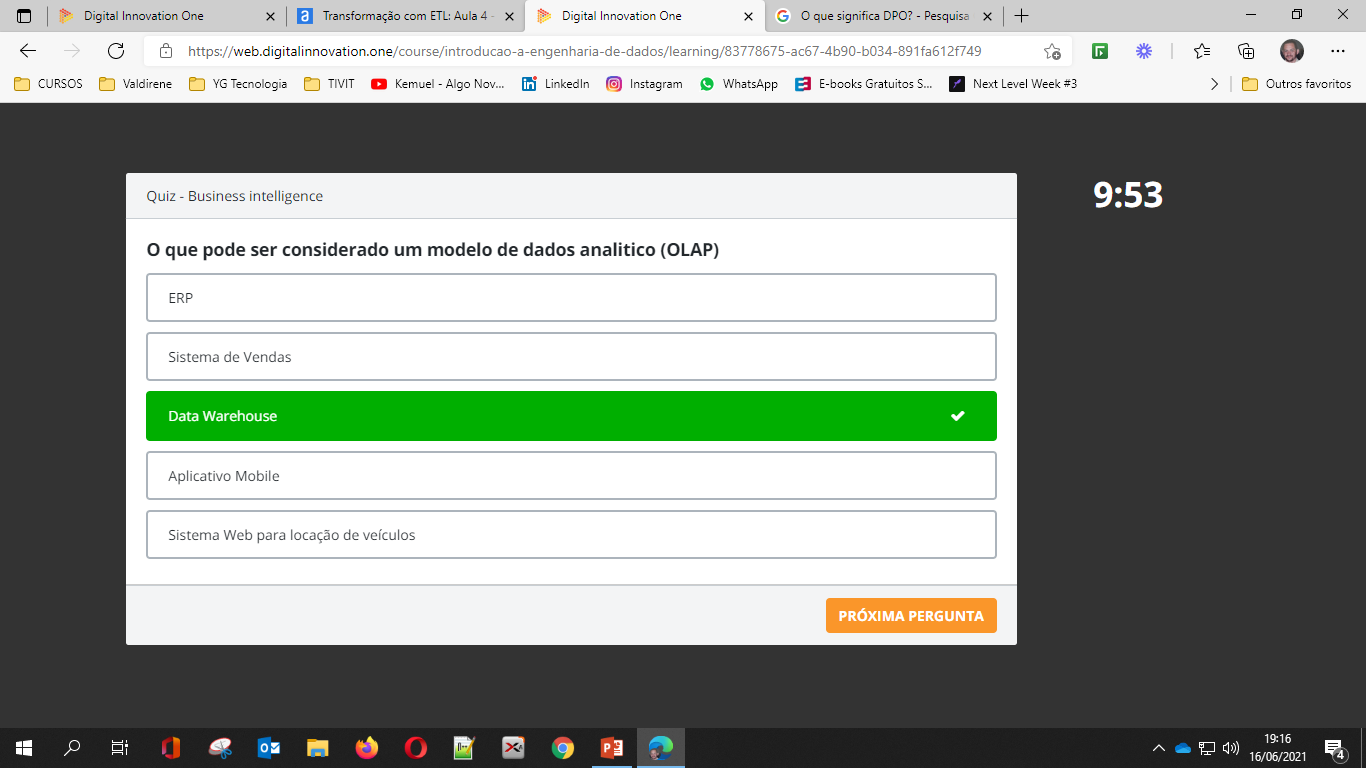 Digital Innovation One
Transformação com ETL: Aula 4 -
Digital Innovation One
O que significa DPO? - Pesquisa
https://web.digitalinnovation.one/course/introducao-a-engenharia-de-dados/learning/83778675-ac67-4b90-b034-891fa612f749
CURSOS
Valdirene
YG Tecnologia
TIVIT
Kemuel - Algo Nov...
LinkedIn
Instagram
WhatsApp
E-books Gratuitos S...
Next Level Week #3
Outros favoritos
Quiz - Business intelligence
9:53
O que pode ser considerado um modelo de dados analitico (OLAP)
ERP
Sistema de Vendas
Data Warehouse
Aplicativo Mobile
Sistema Web para locação de veículos
PRÓXIMA PERGUNTA
19:16
16/06/2021
4